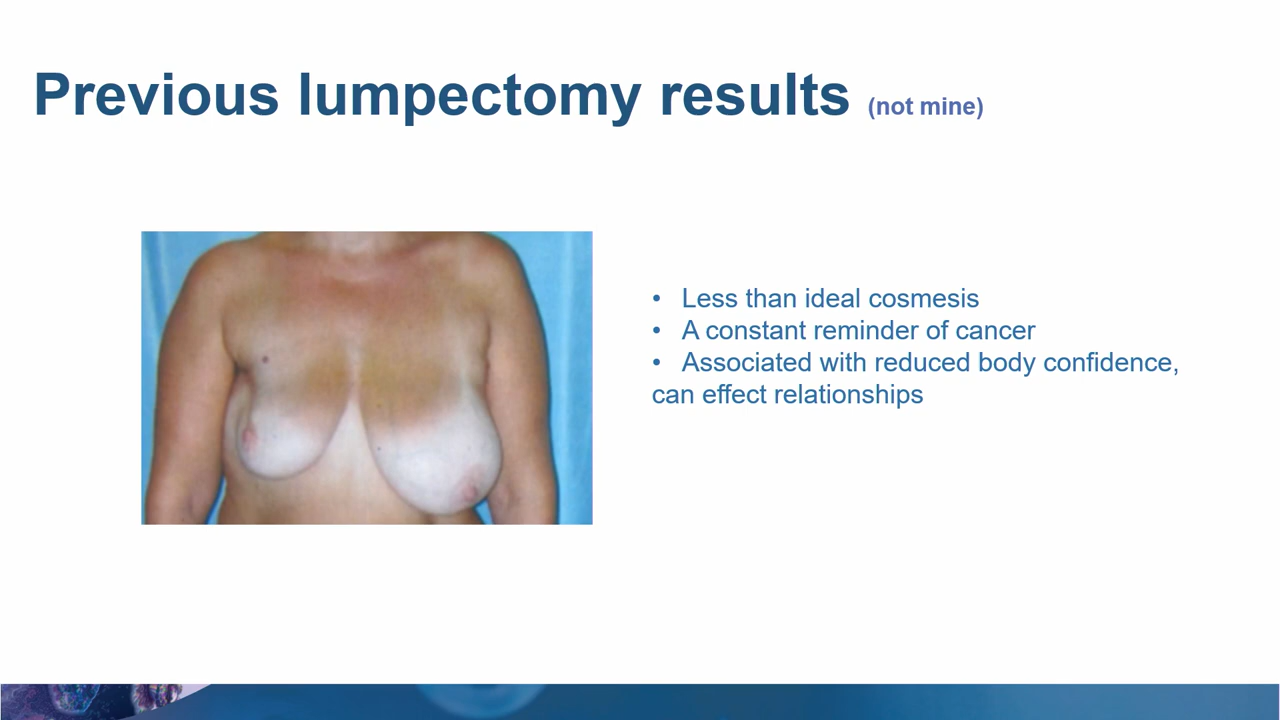 Previous lumpectomy results (not mine)
• Less than ideal cosmesis
• A constant reminder of cancer
• Associated with reduced body confidence,
can effect relationships